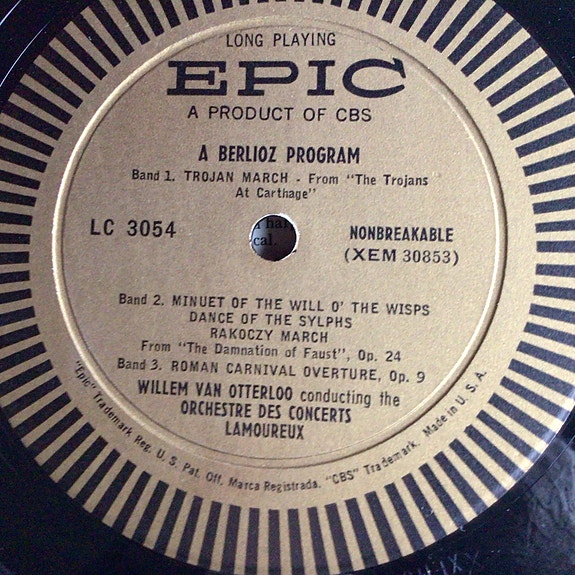 LONG PLAYING
EPIC
A PRODUCT OF CBS
A BERLIOZ PROGRAM
Band 1. TROJAN MARCH - From "The Trojans
At Carthage"
LC 3054
NONBREAKABLE
(XEM 30853)
Band 2. MINUET OF THE WILL O' THE WISPS
DANCE OF THE SYLPHS
RAKOCZY MARCH
From "The Damnation of Faust", Op. 24
Band 3. ROMAN CARNIVAL OVERTURE, Op. 9
WILLEM VAN OTTERLOO conducting the
ORCHESTRE DES CONCERTS
LAMOUREUX
"Epic" Trademark Reg. U. S. Pat. Off. Marca Registrada. "CBS" Trademark. Made in U. S. A.